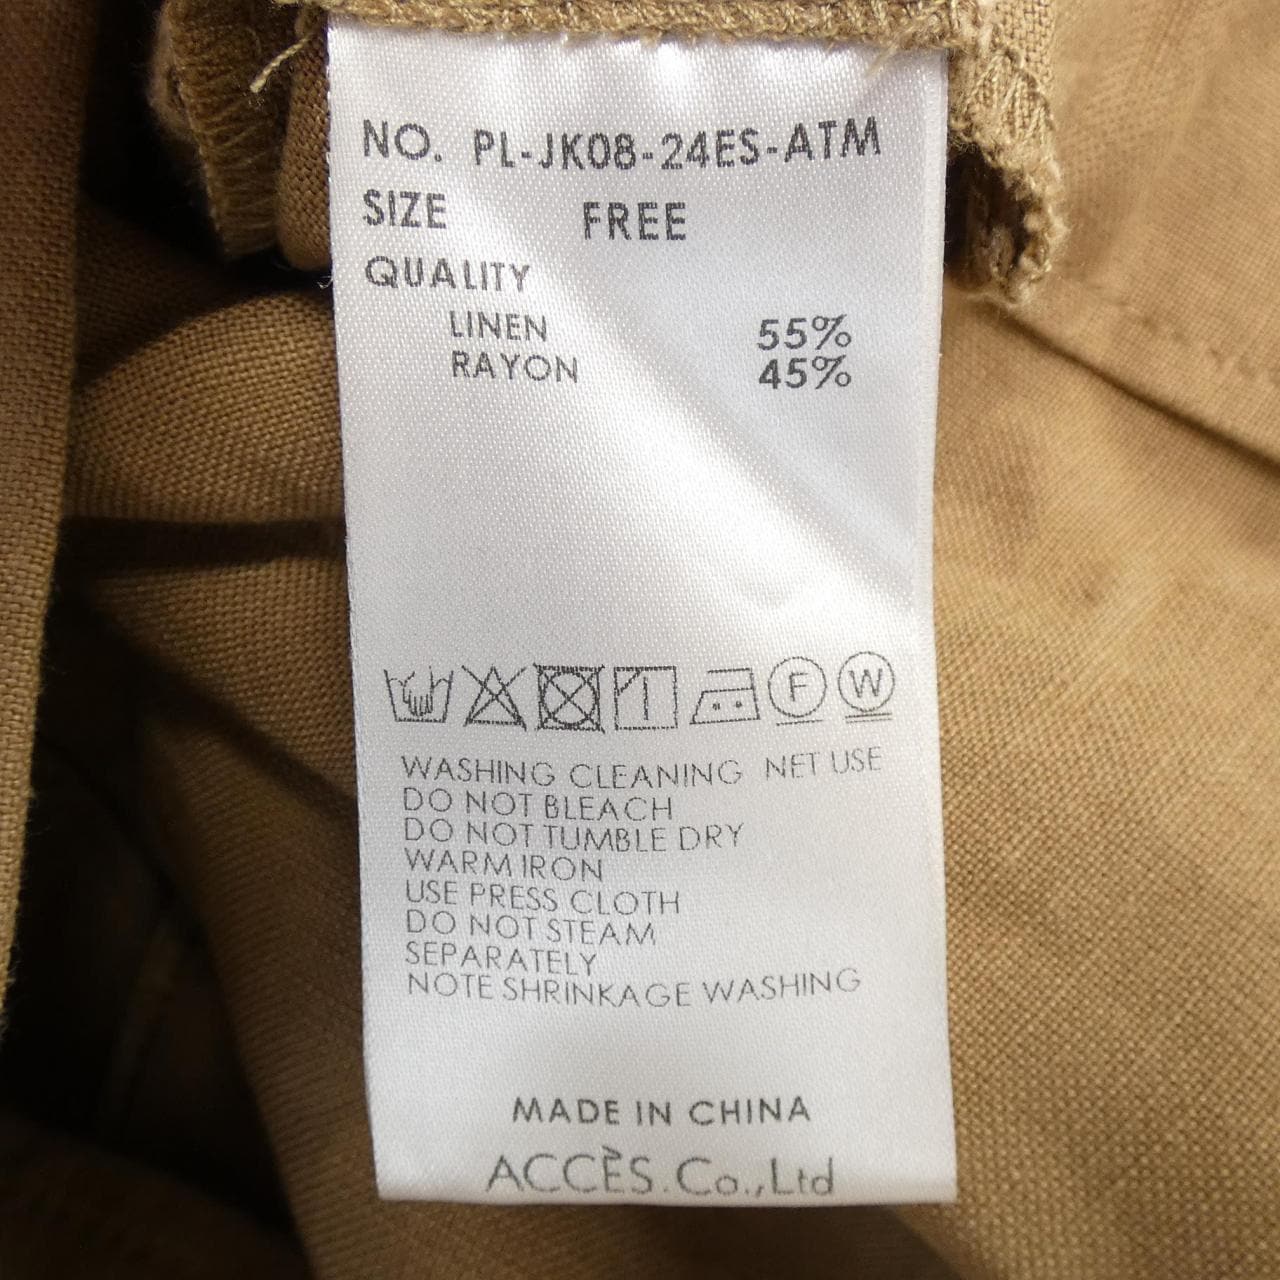 NO. PL-JK08-24ES-ATM
SIZE FREE
QUALITY
LINEN 55%
RAYON 45%
F W
WASHING CLEANING NET USE
DO NOT BLEACH
DO NOT TUMBLE DRY
WARM IRON
USE PRESS CLOTH
DO NOT STEAM
SEPARATELY
NOTE SHRINKAGE WASHING
MADE IN CHINA
ACCÈS.Co.,Ltd